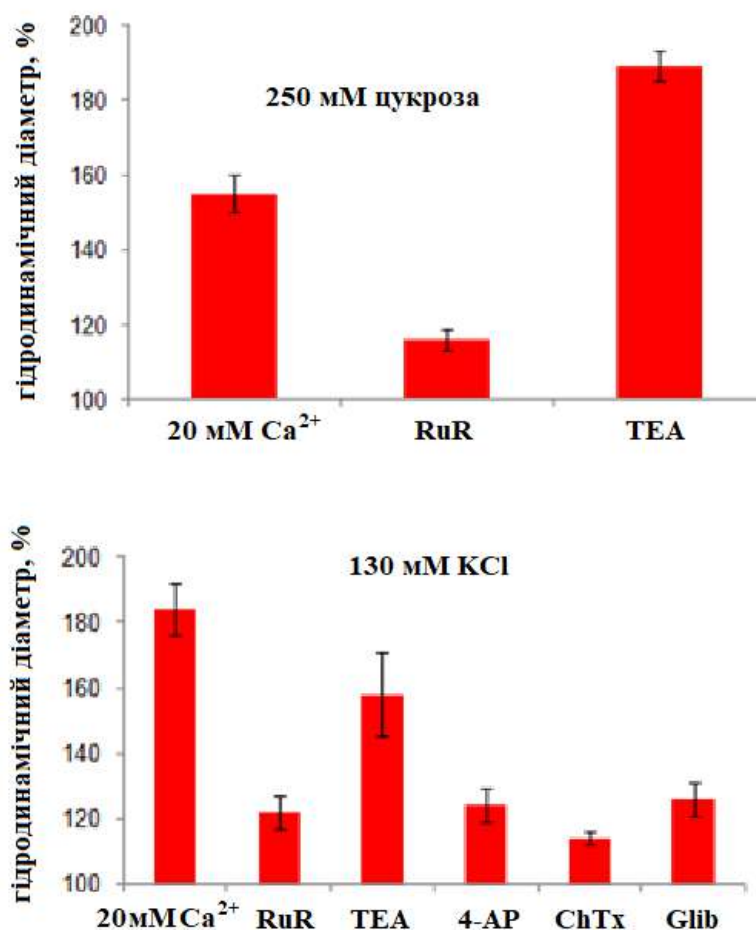 гідродинамічний діаметр, %
200
180
160
140
120
100
250 мМ цукроза
20 мМ Ca²⁺ RuR TEA
гідродинамічний діаметр, %
200
180
160
140
120
100
130 мМ KCl
20мМ Ca²⁺ RuR TEA 4-AP ChTx Glib